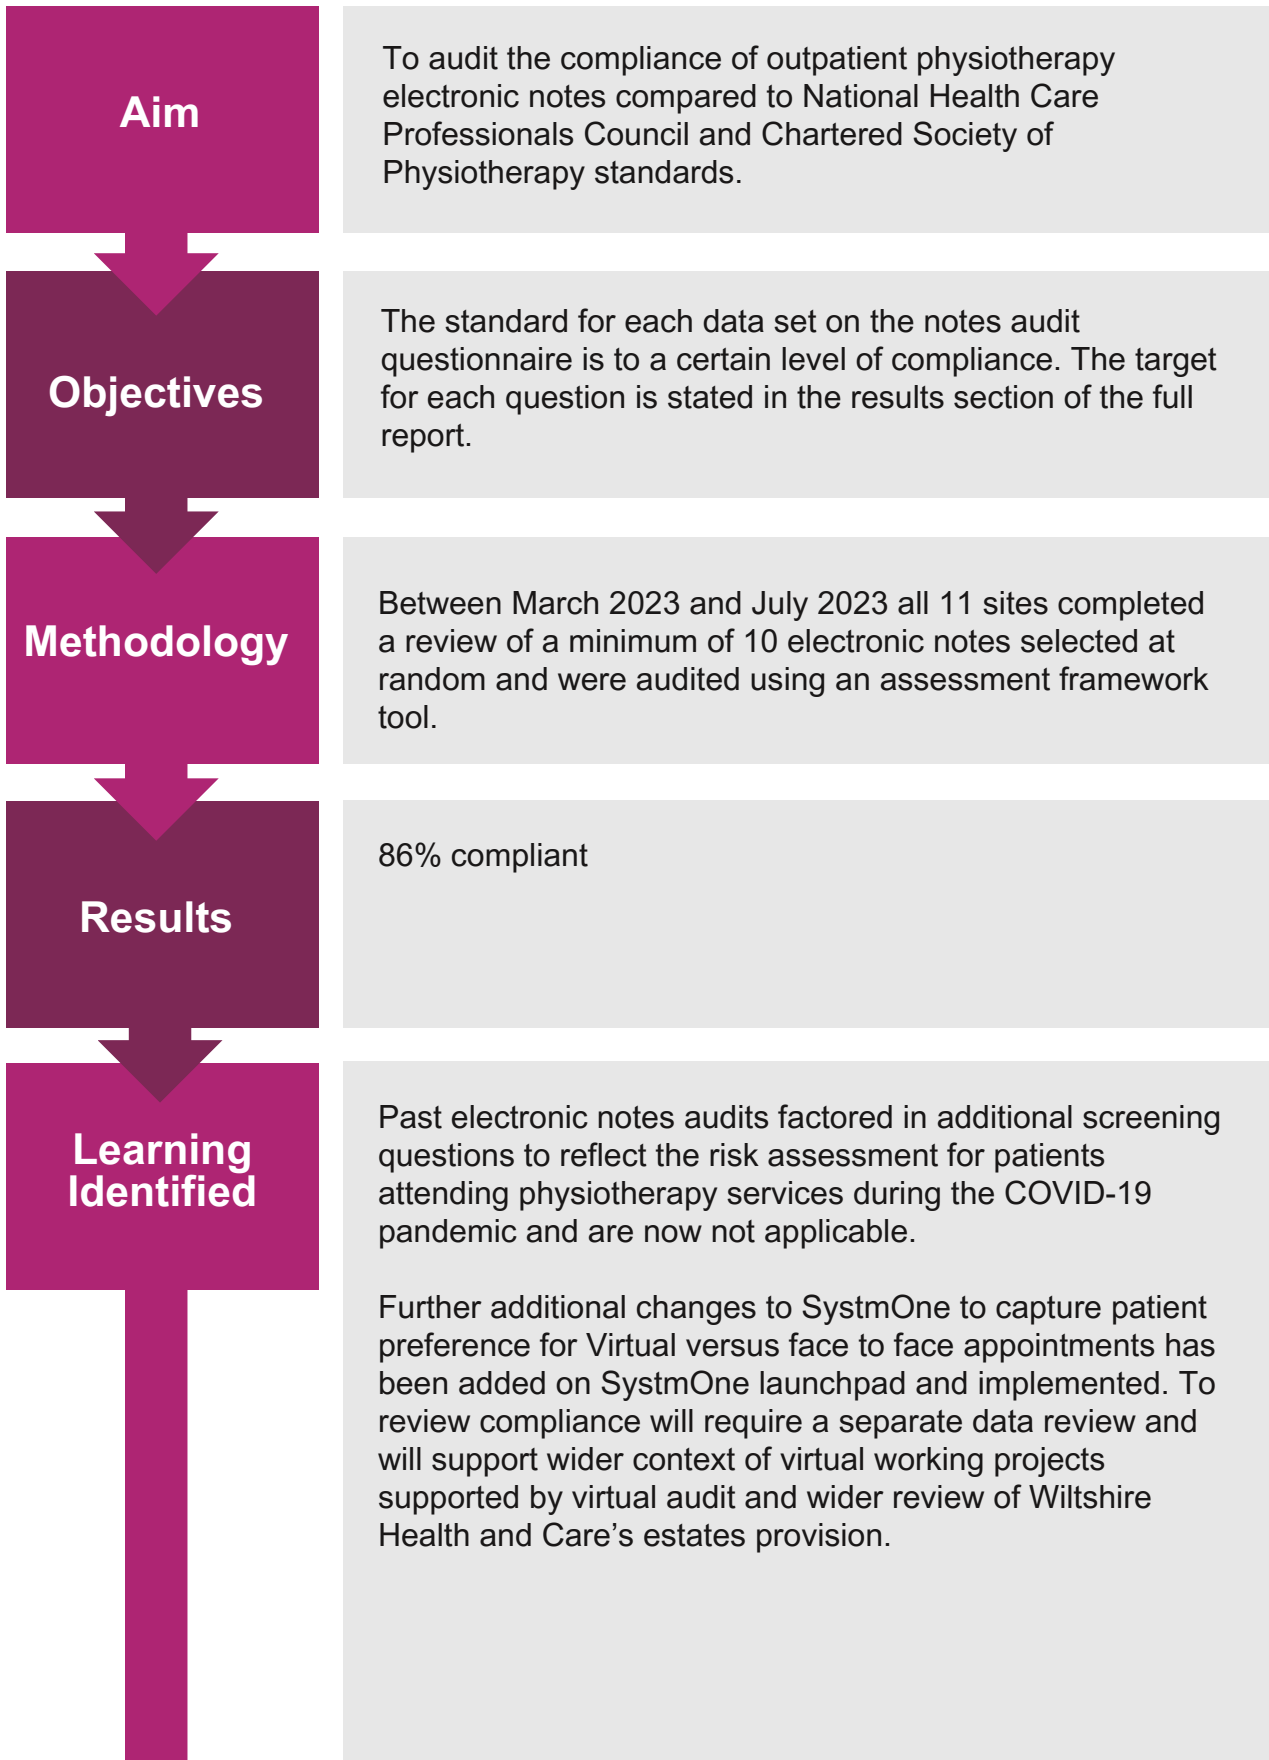 Aim
To audit the compliance of outpatient physiotherapy
electronic notes compared to National Health Care
Professionals Council and Chartered Society of
Physiotherapy standards.
Objectives
The standard for each data set on the notes audit
questionnaire is to a certain level of compliance. The target
for each question is stated in the results section of the full
report.
Methodology
Between March 2023 and July 2023 all 11 sites completed
a review of a minimum of 10 electronic notes selected at
random and were audited using an assessment framework
tool.
Results
86% compliant
Learning
Identified
Past electronic notes audits factored in additional screening
questions to reflect the risk assessment for patients
attending physiotherapy services during the COVID-19
pandemic and are now not applicable.
Further additional changes to SystmOne to capture patient
preference for Virtual versus face to face appointments has
been added on SystmOne launchpad and implemented. To
review compliance will require a separate data review and
will support wider context of virtual working projects
supported by virtual audit and wider review of Wiltshire
Health and Care’s estates provision.